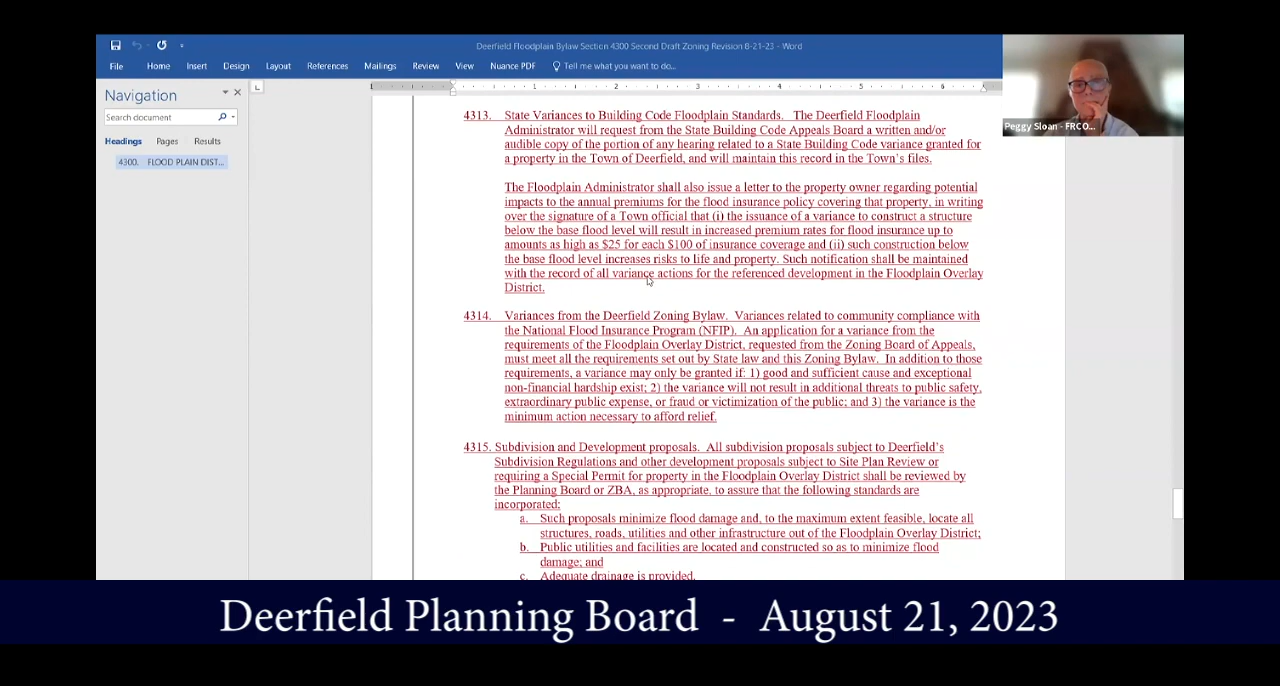 Deerfield Floodplain Bylaw Section 4300 Second Draft Zoning Revision 8-21-23 - Word
File Home Insert Design Layout References Mailings Review View Nuance PDF Tell me what you want to do...
Navigation
Search document
Headings Pages Results
4300. FLOOD PLAIN DIST...
1 1 2 3 4 5 6
Peggy Sloan - FRCO...
4313. State Variances to Building Code Floodplain Standards. The Deerfield Floodplain
Administrator will request from the State Building Code Appeals Board a written and/or
audible copy of the portion of any hearing related to a State Building Code variance granted for
a property in the Town of Deerfield, and will maintain this record in the Town's files.
The Floodplain Administrator shall also issue a letter to the property owner regarding potential
impacts to the annual premiums for the flood insurance policy covering that property, in writing
over the signature of a Town official that (i) the issuance of a variance to construct a structure
below the base flood level will result in increased premium rates for flood insurance up to
amounts as high as $25 for each $100 of insurance coverage and (ii) such construction below
the base flood level increases risks to life and property. Such notification shall be maintained
with the record of all variance actions for the referenced development in the Floodplain Overlay
District.
4314. Variances from the Deerfield Zoning Bylaw. Variances related to community compliance with
the National Flood Insurance Program (NFIP). An application for a variance from the
requirements of the Floodplain Overlay District, requested from the Zoning Board of Appeals,
must meet all the requirements set out by State law and this Zoning Bylaw. In addition to those
requirements, a variance may only be granted if: 1) good and sufficient cause and exceptional
non-financial hardship exist; 2) the variance will not result in additional threats to public safety,
extraordinary public expense, or fraud or victimization of the public; and 3) the variance is the
minimum action necessary to afford relief.
4315. Subdivision and Development proposals. All subdivision proposals subject to Deerfield's
Subdivision Regulations and other development proposals subject to Site Plan Review or
requiring a Special Permit for property in the Floodplain Overlay District shall be reviewed by
the Planning Board or ZBA, as appropriate, to assure that the following standards are
incorporated:
a. Such proposals minimize flood damage and, to the maximum extent feasible, locate all
structures, roads, utilities and other infrastructure out of the Floodplain Overlay District;
b. Public utilities and facilities are located and constructed so as to minimize flood
damage; and
c. Adequate drainage is provided.
Deerfield Planning Board - August 21, 2023